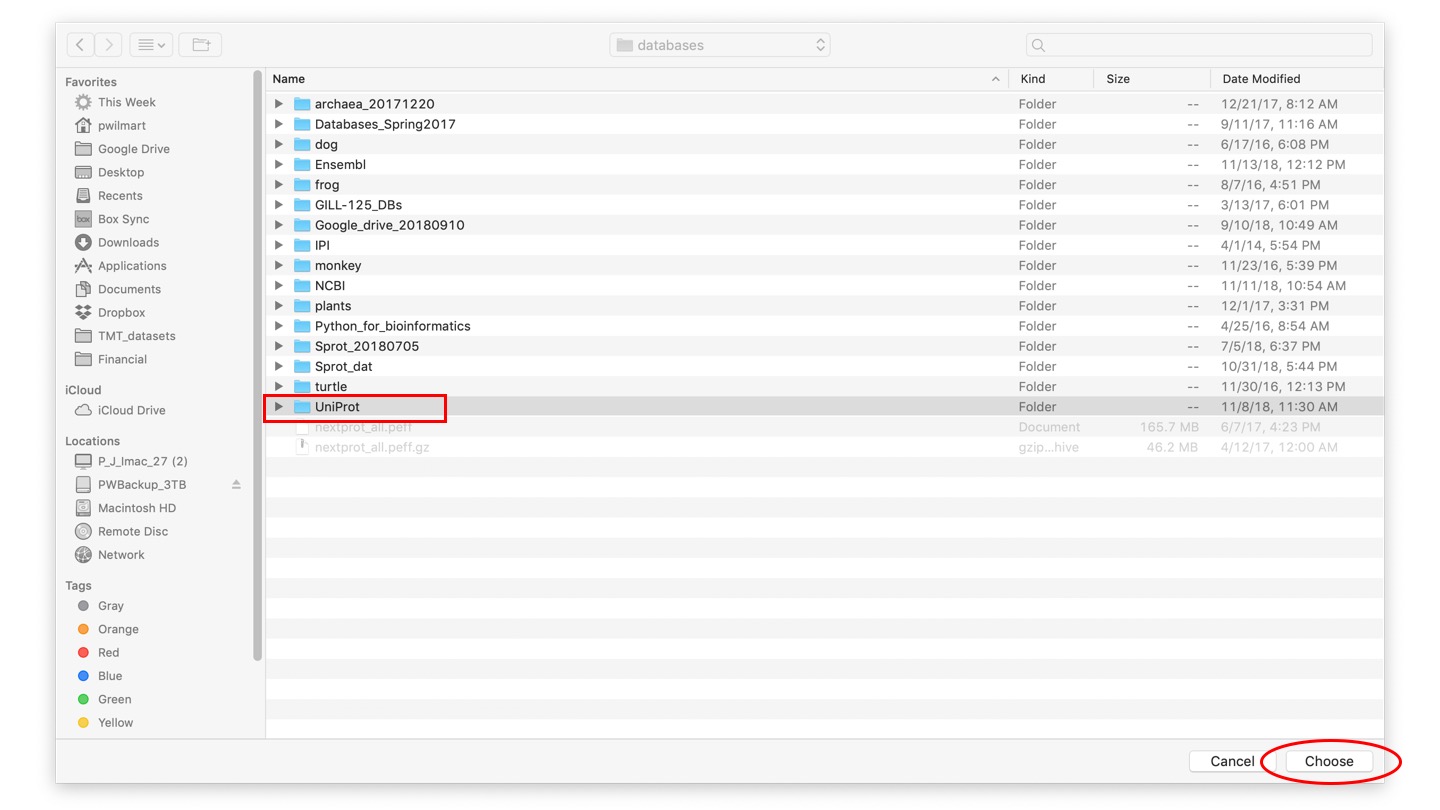 databases
Favorites
This Week
pwilmart
Google Drive
Desktop
Recents
box Box Sync
Downloads
Applications
Documents
Dropbox
TMT_datasets
Financial
iCloud
iCloud Drive
Locations
P_J_Imac_27 (2)
PWBackup_3TB
Macintosh HD
Remote Disc
Network
Tags
Gray
Orange
Red
Blue
Green
Yellow
Name Kind Size Date Modified
archaea_20171220 Folder -- 12/21/17, 8:12 AM
Databases_Spring2017 Folder -- 9/11/17, 11:16 AM
dog Folder -- 6/17/16, 6:08 PM
Ensembl Folder -- 11/13/18, 12:12 PM
frog Folder -- 8/7/16, 4:51 PM
GILL-125_DBs Folder -- 3/13/17, 6:01 PM
Google_drive_20180910 Folder -- 9/10/18, 10:49 AM
IPI Folder -- 4/1/14, 5:54 PM
monkey Folder -- 11/23/16, 5:39 PM
NCBI Folder -- 11/11/18, 10:54 AM
plants Folder -- 12/1/17, 3:31 PM
Python_for_bioinformatics Folder -- 4/25/16, 8:54 AM
Sprot_20180705 Folder -- 7/5/18, 6:37 PM
Sprot_dat Folder -- 10/31/18, 5:44 PM
turtle Folder -- 11/30/16, 12:13 PM
UniProt Folder -- 11/8/18, 11:30 AM
nextprot_all.peff Document 165.7 MB 6/7/17, 4:23 PM
nextprot_all.peff.gz gzip...hive 46.2 MB 4/12/17, 12:00 AM
Cancel Choose